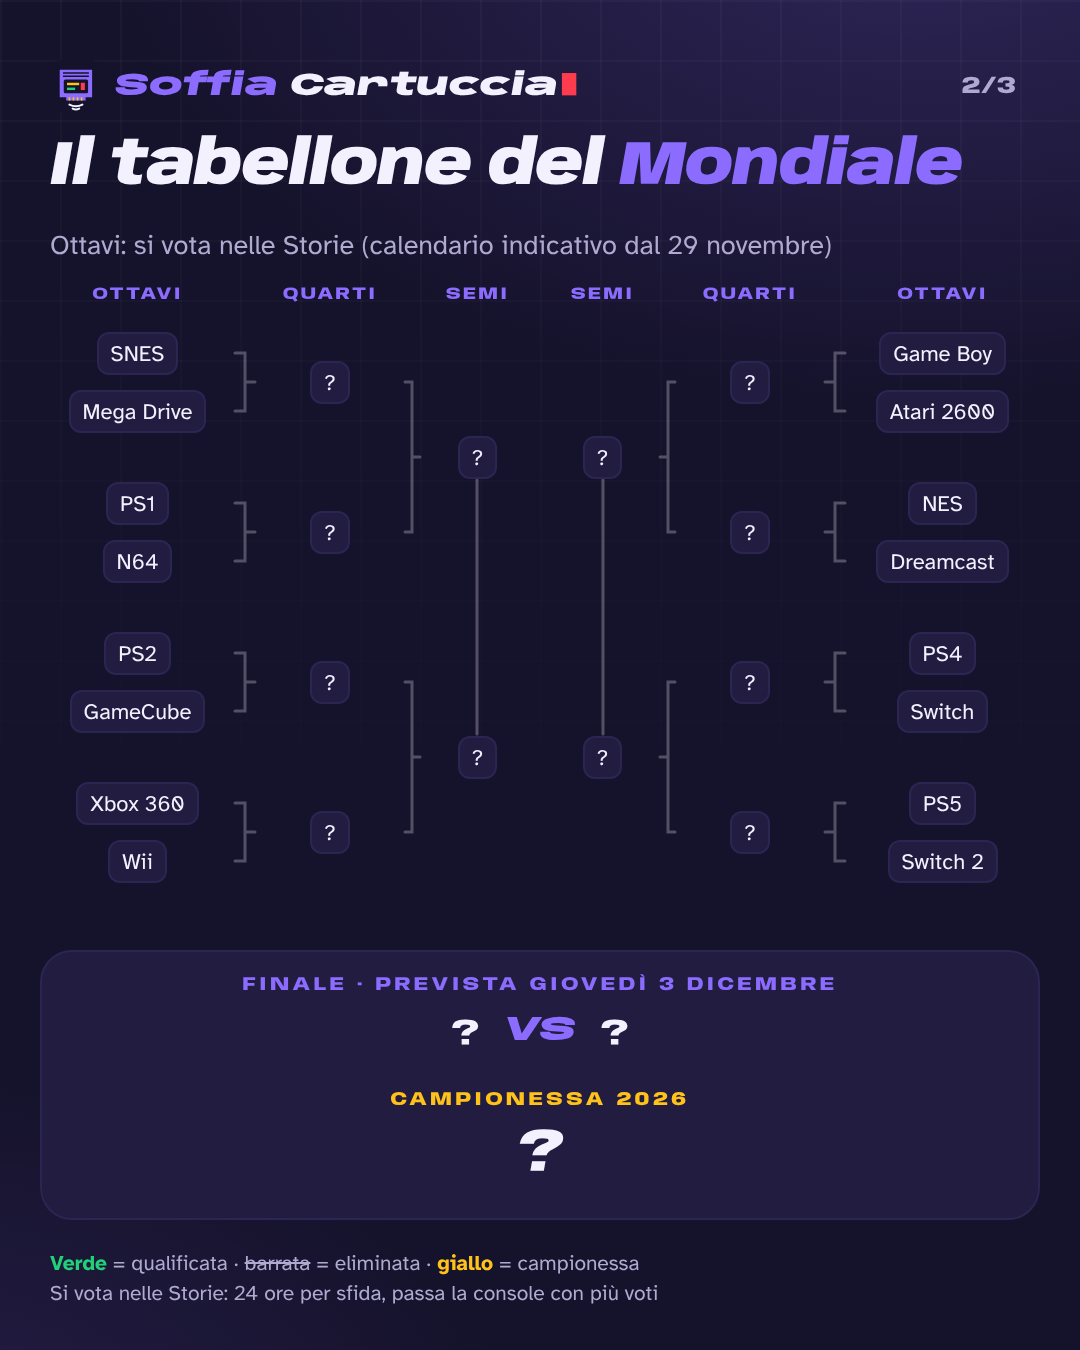 Soffia Cartuccia
2/3
Il tabellone del Mondiale
Ottavi: si vota nelle Storie (calendario indicativo dal 29 novembre)
OTTAVI QUARTI SEMI SEMI QUARTI OTTAVI
SNES Game Boy
? ?
Mega Drive Atari 2600
? ?
PS1 NES
? ?
N64 Dreamcast
PS2 PS4
? ?
GameCube Switch
? ?
Xbox 360 PS5
? ?
Wii Switch 2
FINALE · PREVISTA GIOVEDÌ 3 DICEMBRE
? VS ?
CAMPIONESSA 2026
?
Verde = qualificata · barrata = eliminata · giallo = campionessa
Si vota nelle Storie: 24 ore per sfida, passa la console con più voti